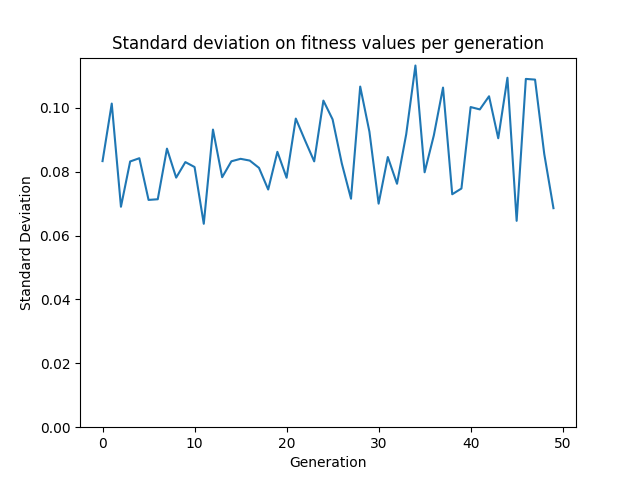 Standard deviation on fitness values per generation
Standard Deviation
0.10
0.08
0.06
0.04
0.02
0.00
0 10 20 30 40 50
Generation